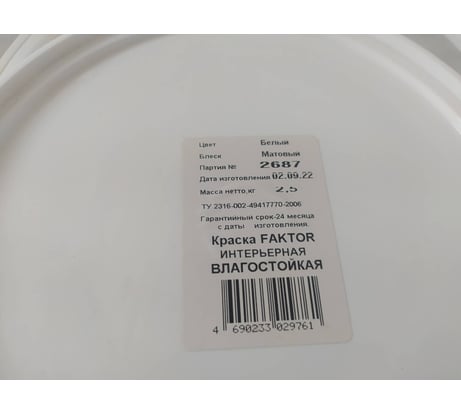 Цвет Белый
Блеск Матовый
Партия № 2687
Дата изготовления 02.09.22
Масса нетто,кг 2,5
ТУ 2316-002-49417770-2006
Гарантийный срок-24 месяца
с даты изготовления.
Краска FAKTOR
ИНТЕРЬЕРНАЯ
ВЛАГОСТОЙКАЯ
4 690233 029761